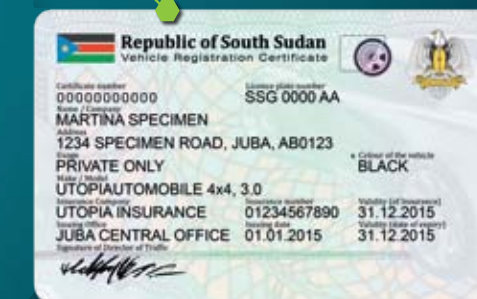 Republic of South Sudan
Vehicle Registration Certificate
Certificate number License plate number
00000000000 SSG 0000 AA
Name / Company
MARTINA SPECIMEN
Address
1234 SPECIMEN ROAD, JUBA, AB0123
Usage Colour of the vehicle
PRIVATE ONLY BLACK
Make / Model
UTOPIAUTOMOBILE 4x4, 3.0
Insurance Company Insurance number Validity (of Insurance)
UTOPIA INSURANCE 01234567890 31.12.2015
Issuing Office Issuing date Validity (date of expiry)
JUBA CENTRAL OFFICE 01.01.2015 31.12.2015
Signature of Director of Traffic